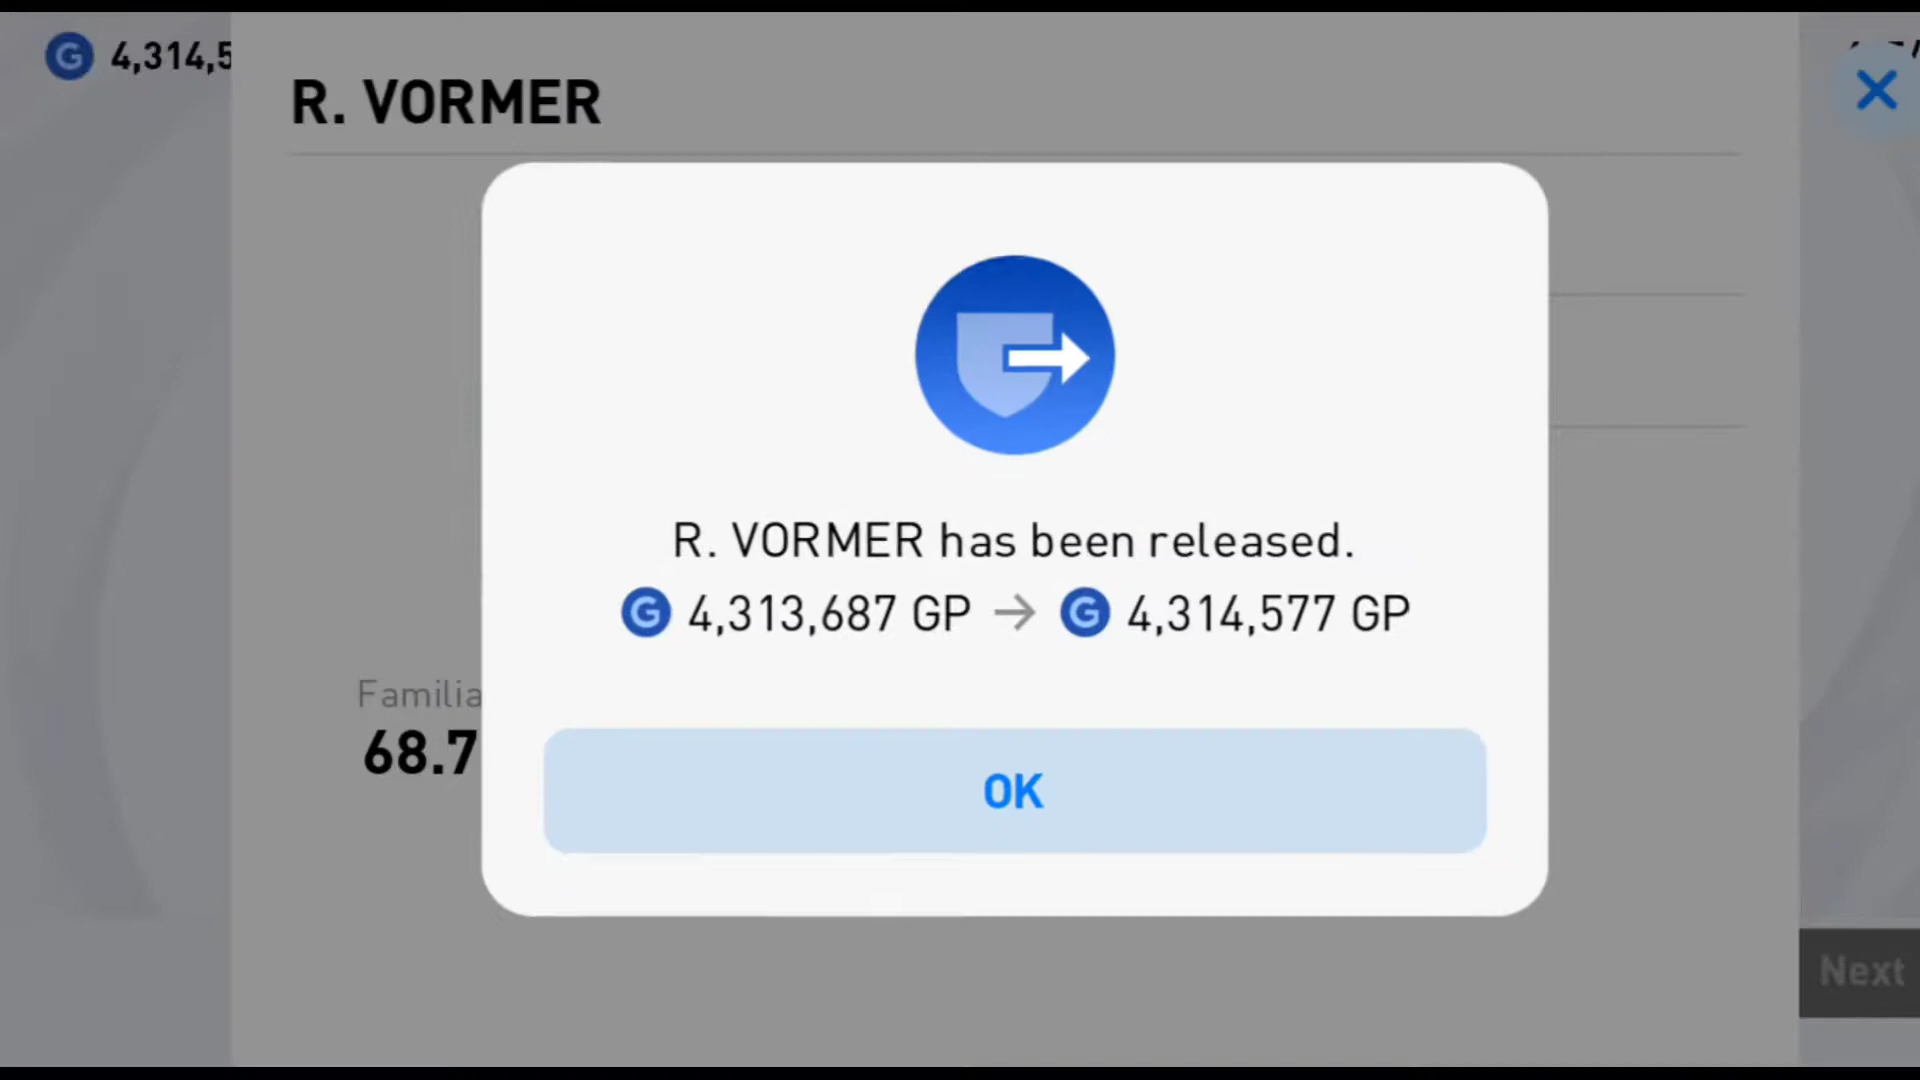 G 4,314,5
R. VORMER
R. VORMER has been released.
G 4,313,687 GP → G 4,314,577 GP
Familia
68.7
OK
Next